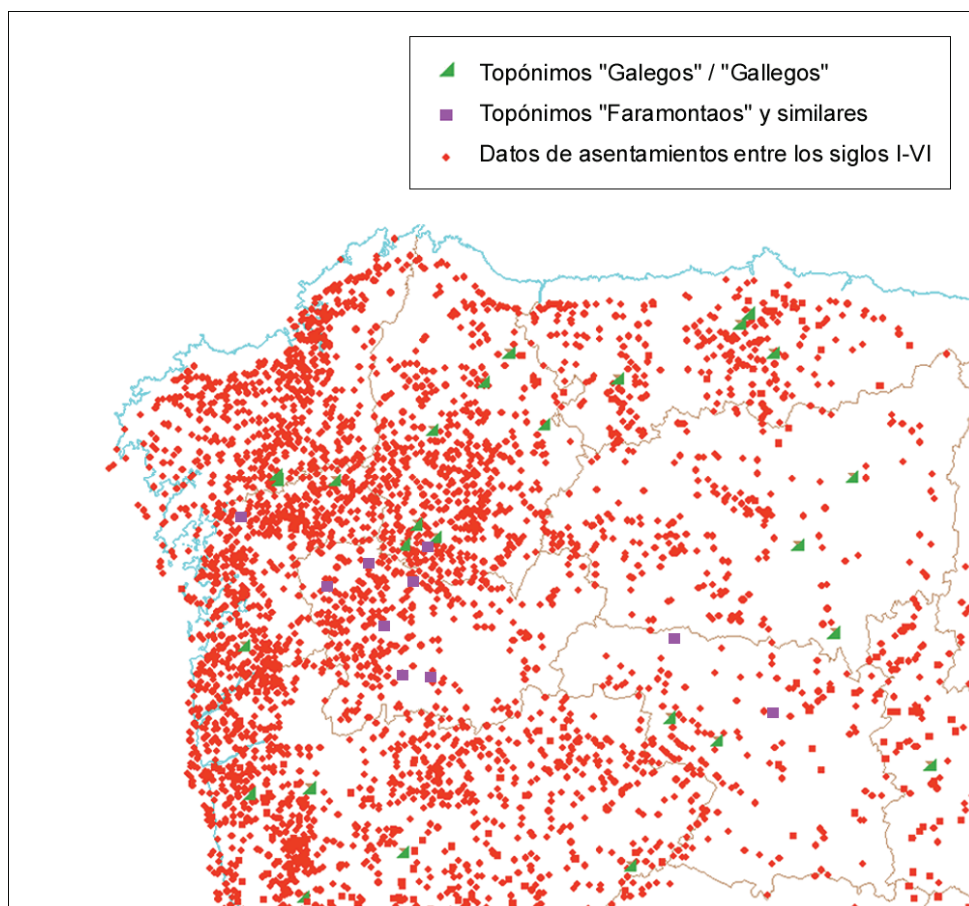 Topónimos "Galegos" / "Gallegos"
Topónimos "Faramontaos" y similares
Datos de asentamientos entre los siglos I-VI